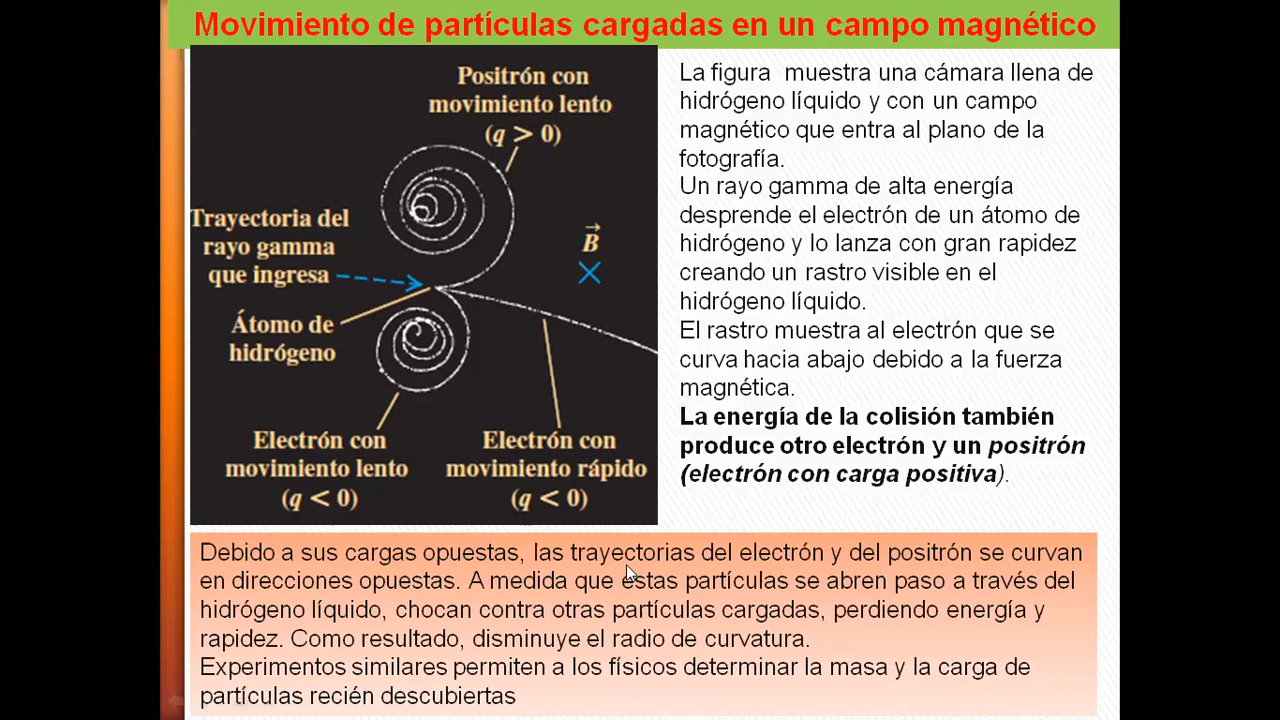 Movimiento de partículas cargadas en un campo magnético
Positrón con
movimiento lento
(q > 0)
Trayectoria del
rayo gamma
que ingresa
B
Átomo de
hidrógeno
Electrón con
movimiento lento
(q < 0)
Electrón con
movimiento rápido
(q < 0)
La figura muestra una cámara llena de
hidrógeno líquido y con un campo
magnético que entra al plano de la
fotografía.
Un rayo gamma de alta energía
desprende el electrón de un átomo de
hidrógeno y lo lanza con gran rapidez
creando un rastro visible en el
hidrógeno líquido.
El rastro muestra al electrón que se
curva hacia abajo debido a la fuerza
magnética.
La energía de la colisión también
produce otro electrón y un positrón
(electrón con carga positiva).
Debido a sus cargas opuestas, las trayectorias del electrón y del positrón se curvan
en direcciones opuestas. A medida que estas partículas se abren paso a través del
hidrógeno líquido, chocan contra otras partículas cargadas, perdiendo energía y
rapidez. Como resultado, disminuye el radio de curvatura.
Experimentos similares permiten a los físicos determinar la masa y la carga de
partículas recién descubiertas